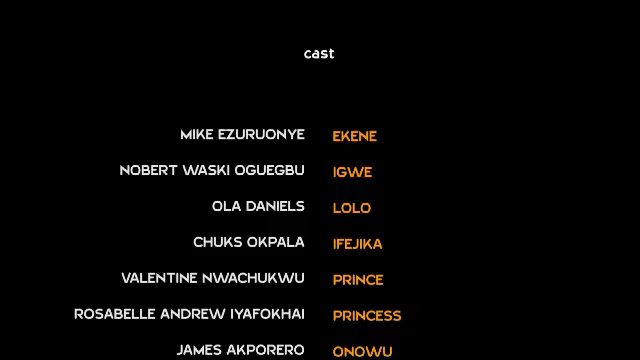 cast
MIKE EZURUONYE EKENE
NOBERT WASKI OGUEGBU IGWE
OLA DANIELS LOLO
CHUKS OKPALA IFEJIKA
VALENTINE NWACHUKWU PRINCE
ROSABELLE ANDREW IYAFOKHAI PRINCESS
JAMES AKPORERO ONOWU